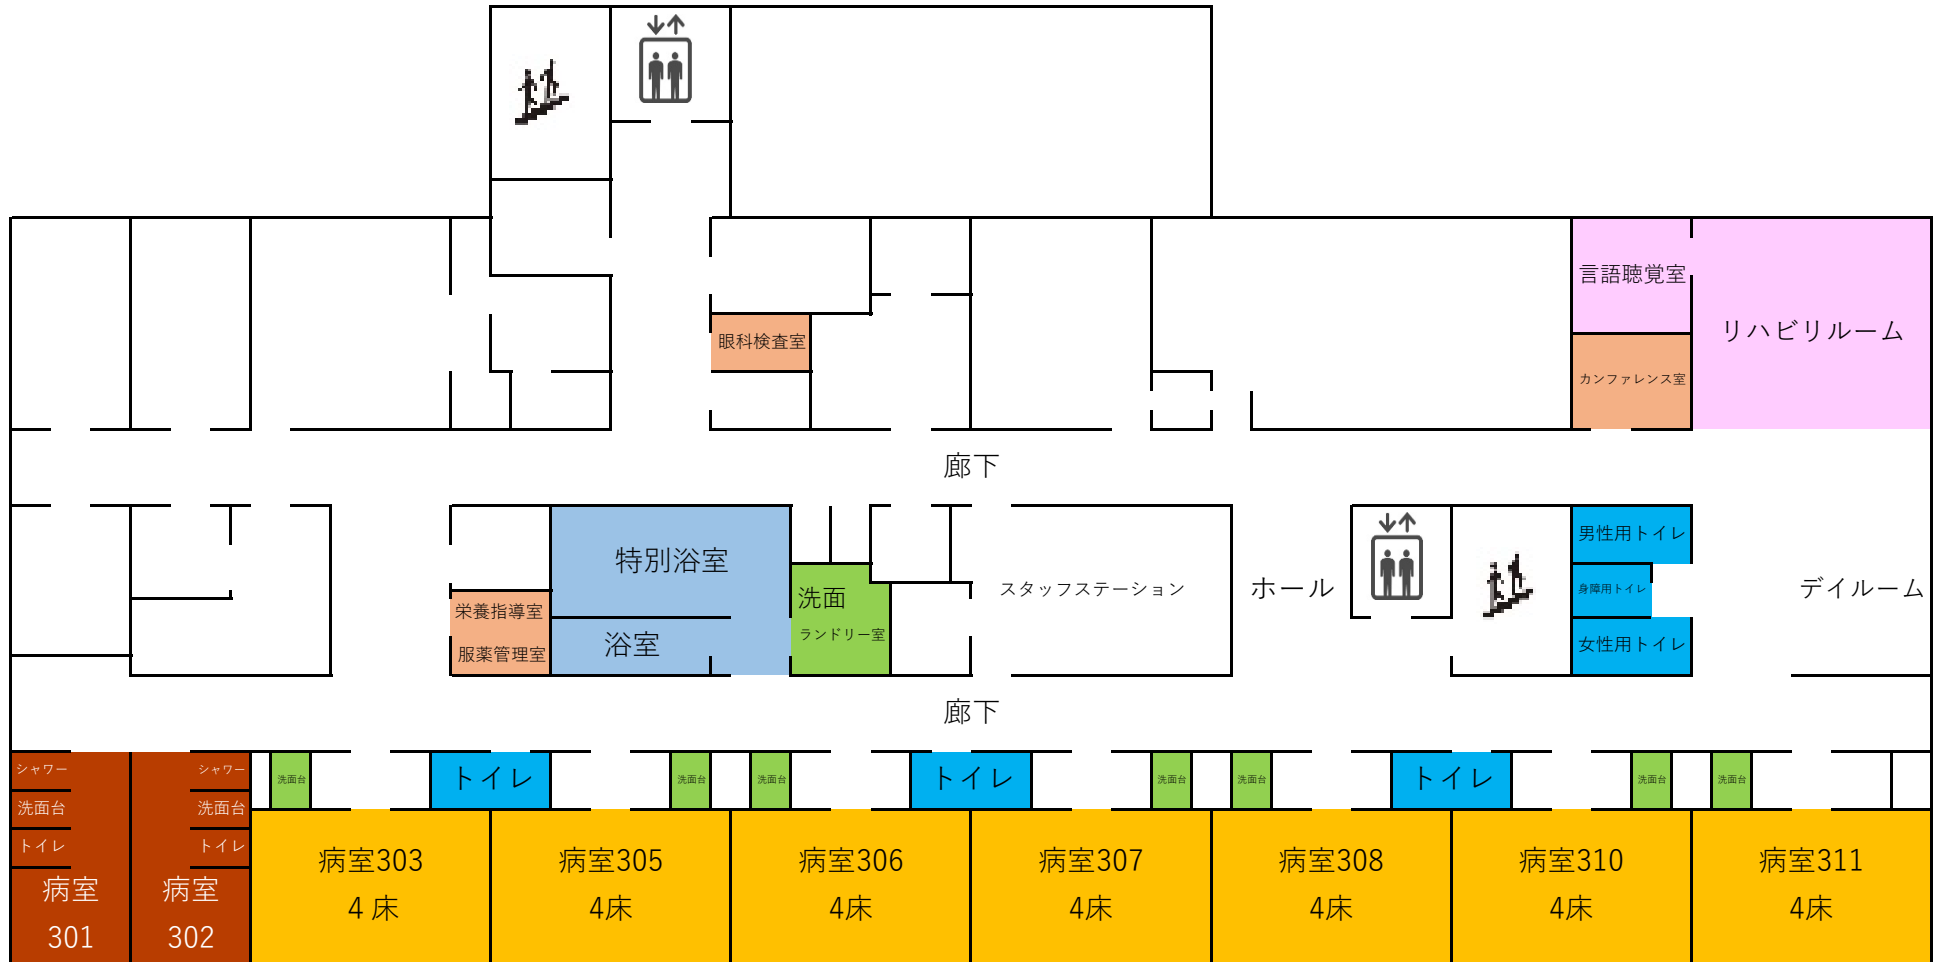 言語聴覚室
リハビリルーム
眼科検査室
カンファレンス室
廊下
特別浴室
男性用トイレ
洗面
スタッフステーション
ホール
身障用トイレ
デイルーム
栄養指導室
服薬管理室
浴室
ランドリー室
女性用トイレ
廊下
シャワー
シャワー
洗面台
トイレ
洗面台
洗面台
トイレ
洗面台
洗面台
トイレ
洗面台
洗面台
洗面台
洗面台
トイレ
トイレ
病室
301
病室
302
病室303
4 床
病室305
4床
病室306
4床
病室307
4床
病室308
4床
病室310
4床
病室311
4床